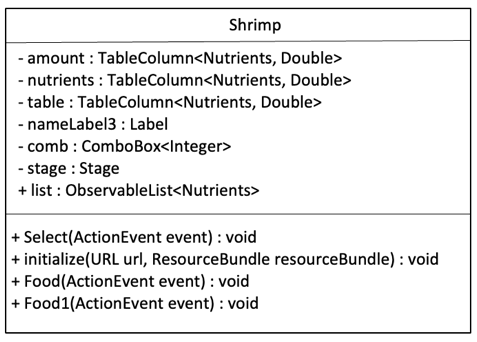 Shrimp
- amount : TableColumn<Nutrients, Double>
- nutrients : TableColumn<Nutrients, Double>
- table : TableColumn<Nutrients, Double>
- nameLabel3 : Label
- comb : ComboBox<Integer>
- stage : Stage
+ list : ObservableList<Nutrients>
+ Select(ActionEvent event) : void
+ initialize(URL url, ResourceBundle resourceBundle) : void
+ Food(ActionEvent event) : void
+ Food1(ActionEvent event) : void